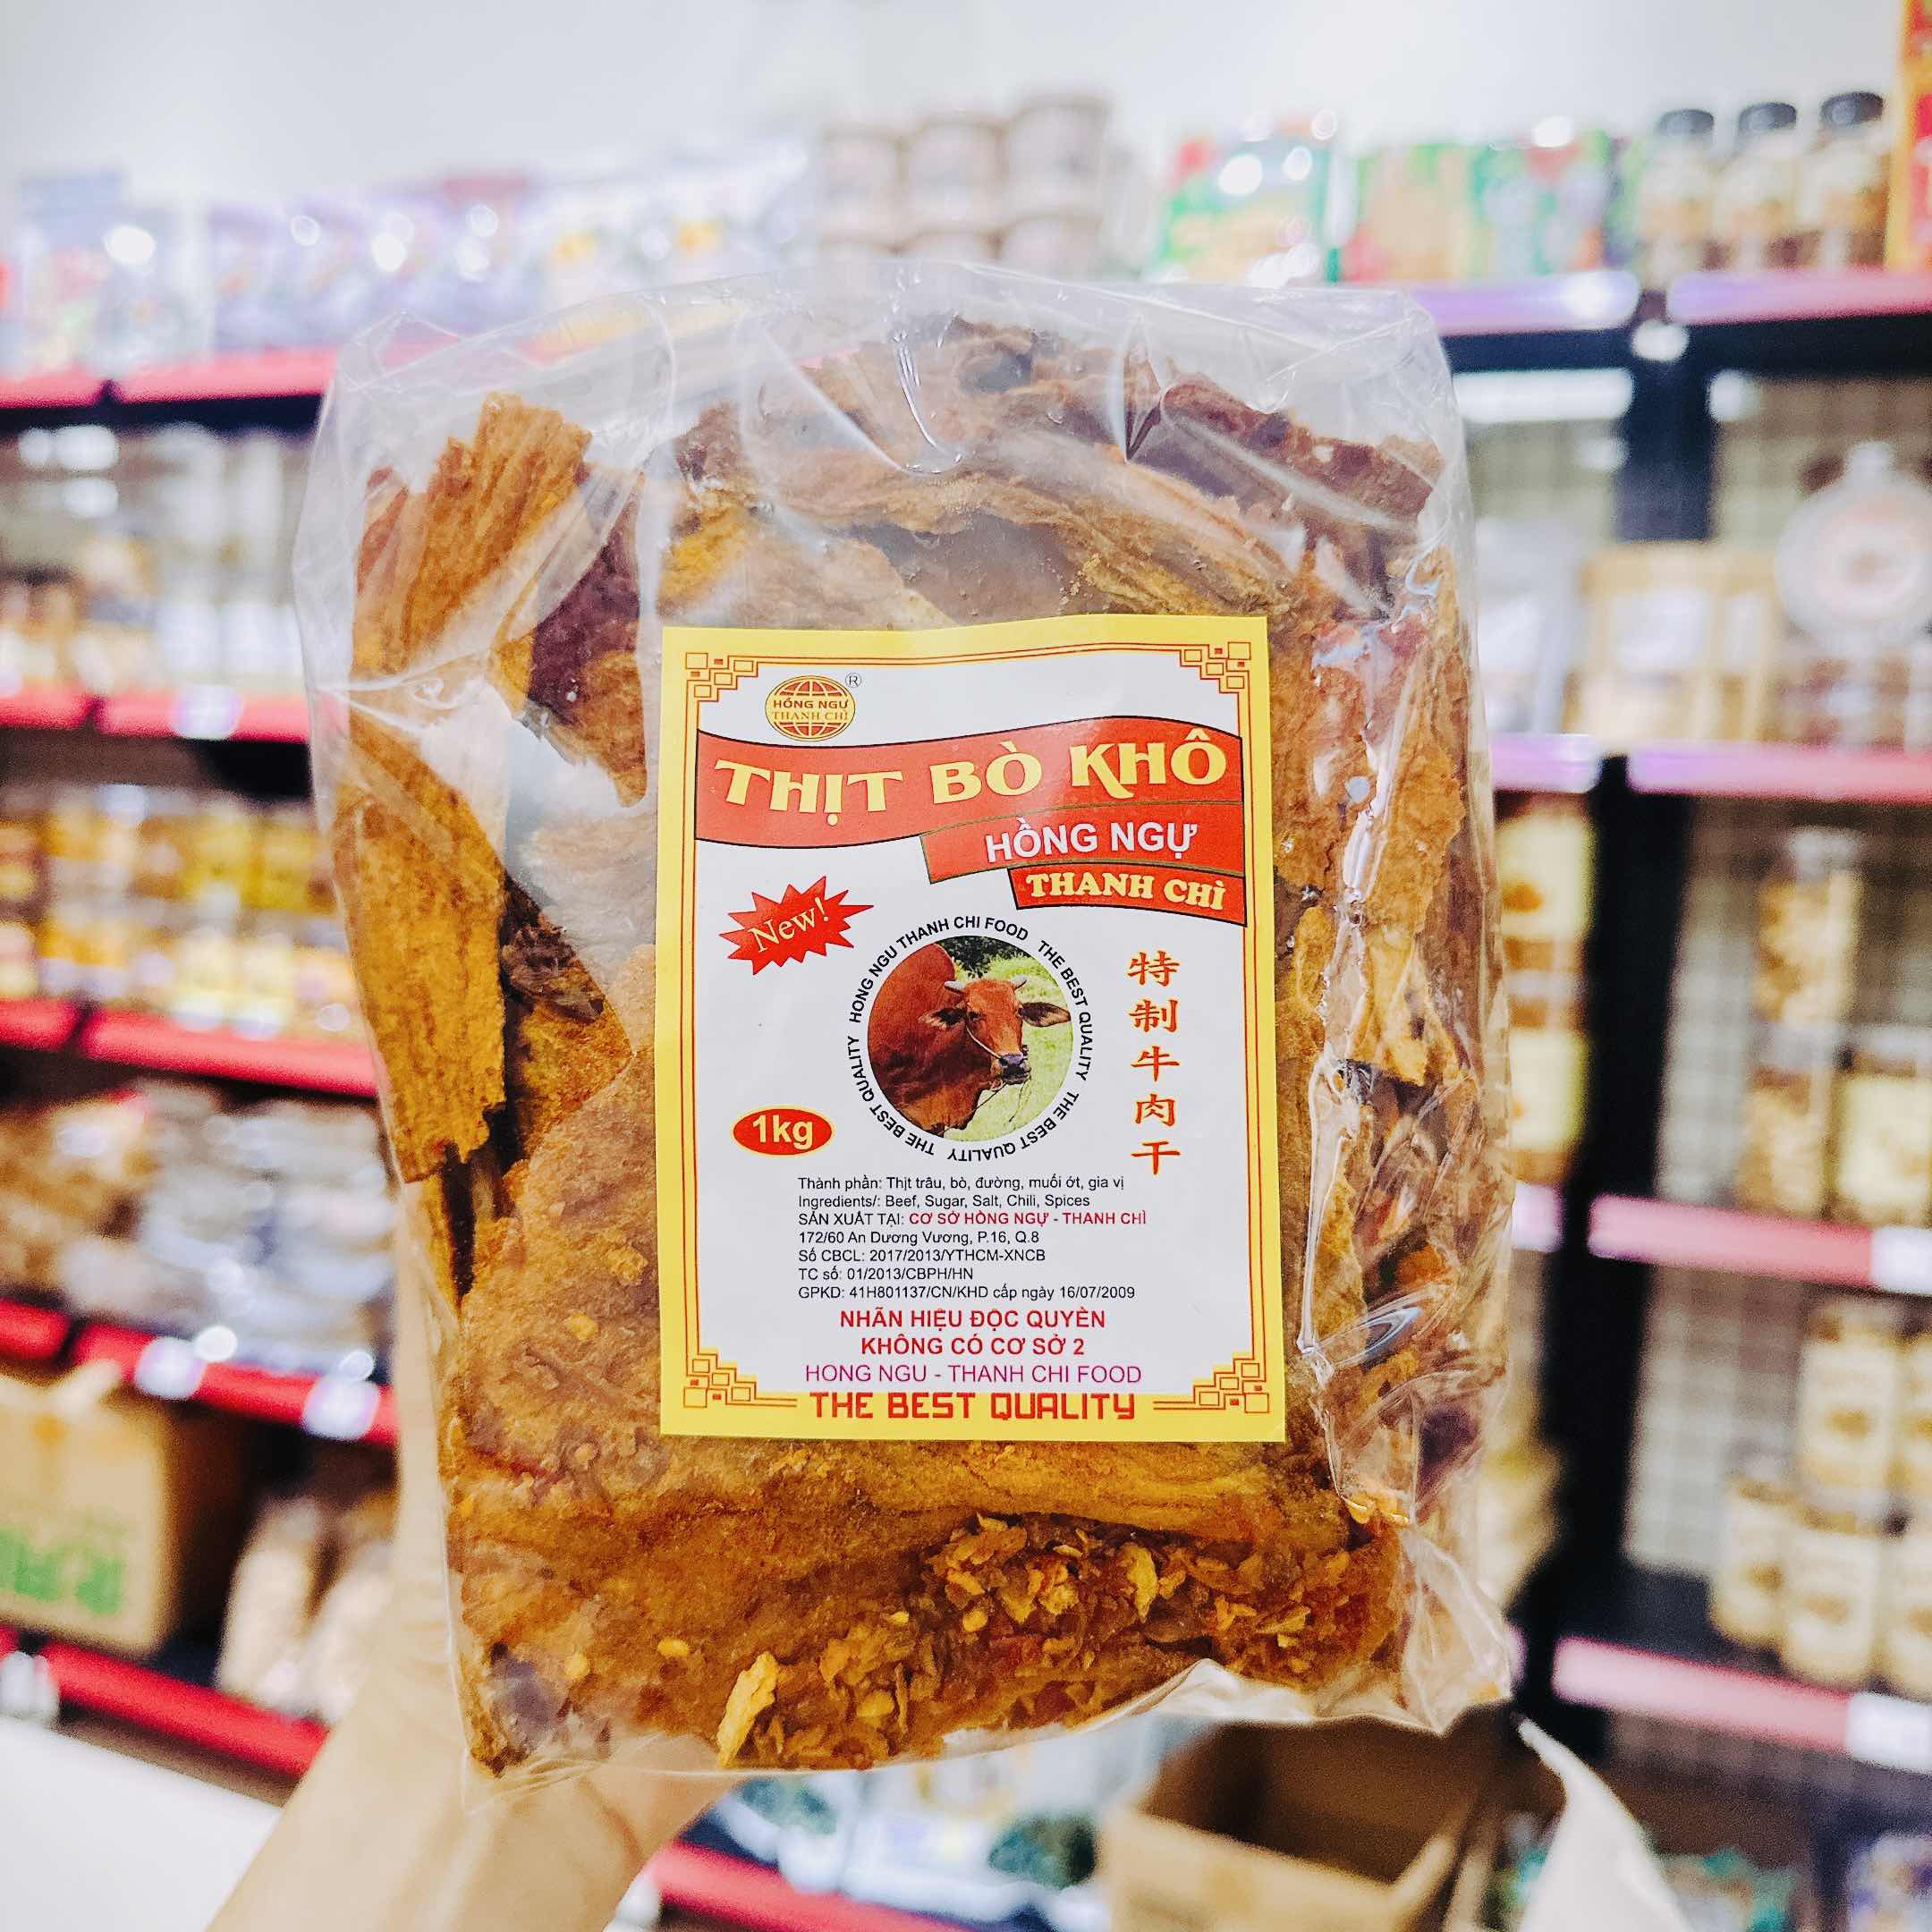 HỒNG NGỰ ®
THANH CHÌ
THỊT BÒ KHÔ
HỒNG NGỰ
THANH CHÌ
New!
HONG NGU THANH CHI FOOD THE BEST QUALITY THE BEST QUALITY THE BEST QUALITY
特制牛肉干
1kg
Thành phần: Thịt trâu, bò, đường, muối ớt, gia vị
Ingredients/: Beef, Sugar, Salt, Chili, Spices
SẢN XUẤT TẠI: CƠ SỞ HỒNG NGỰ - THANH CHÌ
172/60 An Dương Vương, P.16, Q.8
Số CBCL: 2017/2013/YTHCM-XNCB
TC số: 01/2013/CBPH/HN
GPKD: 41H801137/CN/KHD cấp ngày 16/07/2009
NHÃN HIỆU ĐỘC QUYỀN
KHÔNG CÓ CƠ SỞ 2
HONG NGU - THANH CHI FOOD
THE BEST QUALITY